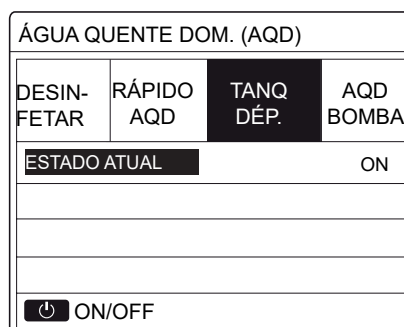 ÁGUA QUENTE DOM. (AQD)
DESIN-
FETAR
RÁPIDO
AQD
TANQ
DÉP.
AQD
BOMBA
ESTADO ATUAL ON
ON/OFF